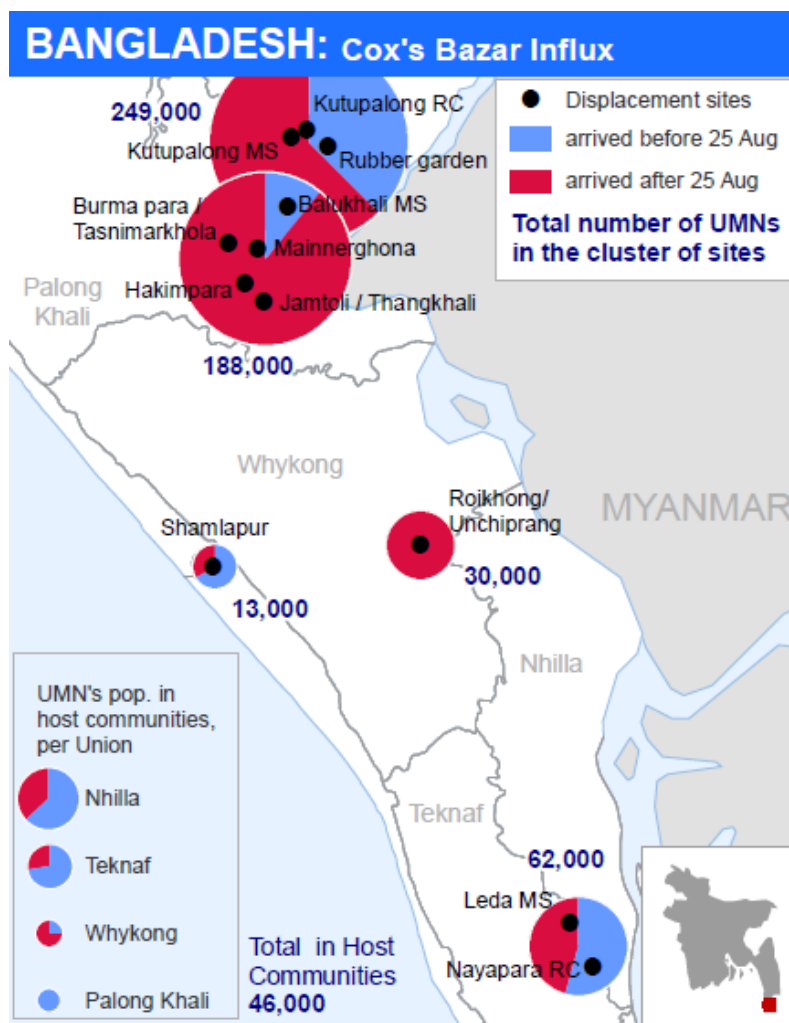 BANGLADESH: Cox's Bazar Influx
Displacement sites
arrived before 25 Aug
arrived after 25 Aug
Total number of UMNs
in the cluster of sites
249,000
Kutupalong RC
Kutupalong MS
Rubber garden
Burma para /
Tasnimarkhola
Balukhali MS
Mainnerghona
Hakimpara
Jamtoli / Thangkhali
Palong
Khali
188,000
Whykong
Roikhong/
Unchiprang
MYANMAR
Shamlapur
30,000
13,000
Nhilla
UMN's pop. in
host communities,
per Union
Nhilla
Teknaf
Whykong
Palong Khali
Teknaf
62,000
Leda MS
Nayapara RC
Total in Host
Communities
46,000